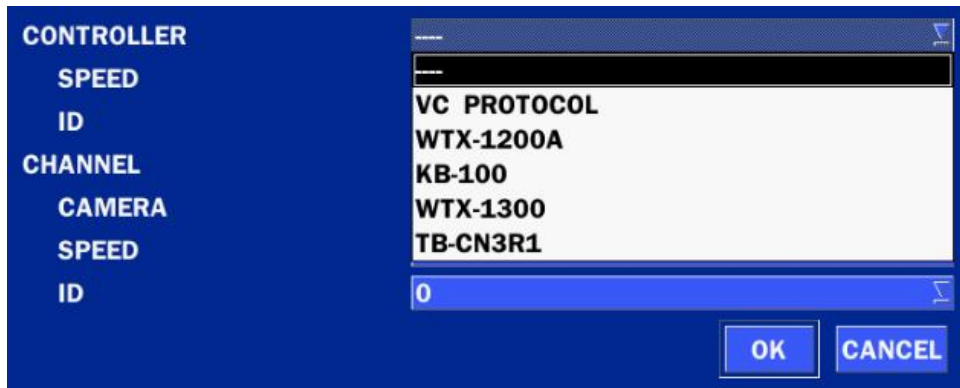 CONTROLLER ----
SPEED ----
ID VC PROTOCOL
WTX-1200A
CHANNEL KB-100
CAMERA WTX-1300
SPEED TB-CN3R1
ID 0
OK CANCEL